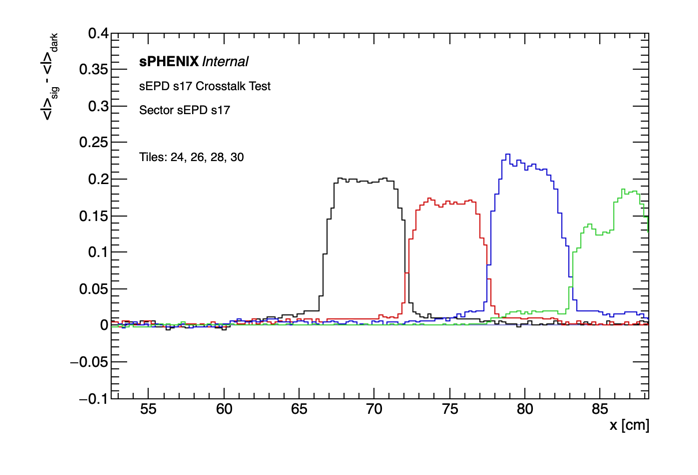 0.4
0.35
0.3
0.25
0.2
0.15
0.1
0.05
0
−0.05
−0.1
<I>sig - <I>dark
sPHENIX Internal
sEPD s17 Crosstalk Test
Sector sEPD s17
Tiles: 24, 26, 28, 30
55 60 65 70 75 80 85
x [cm]